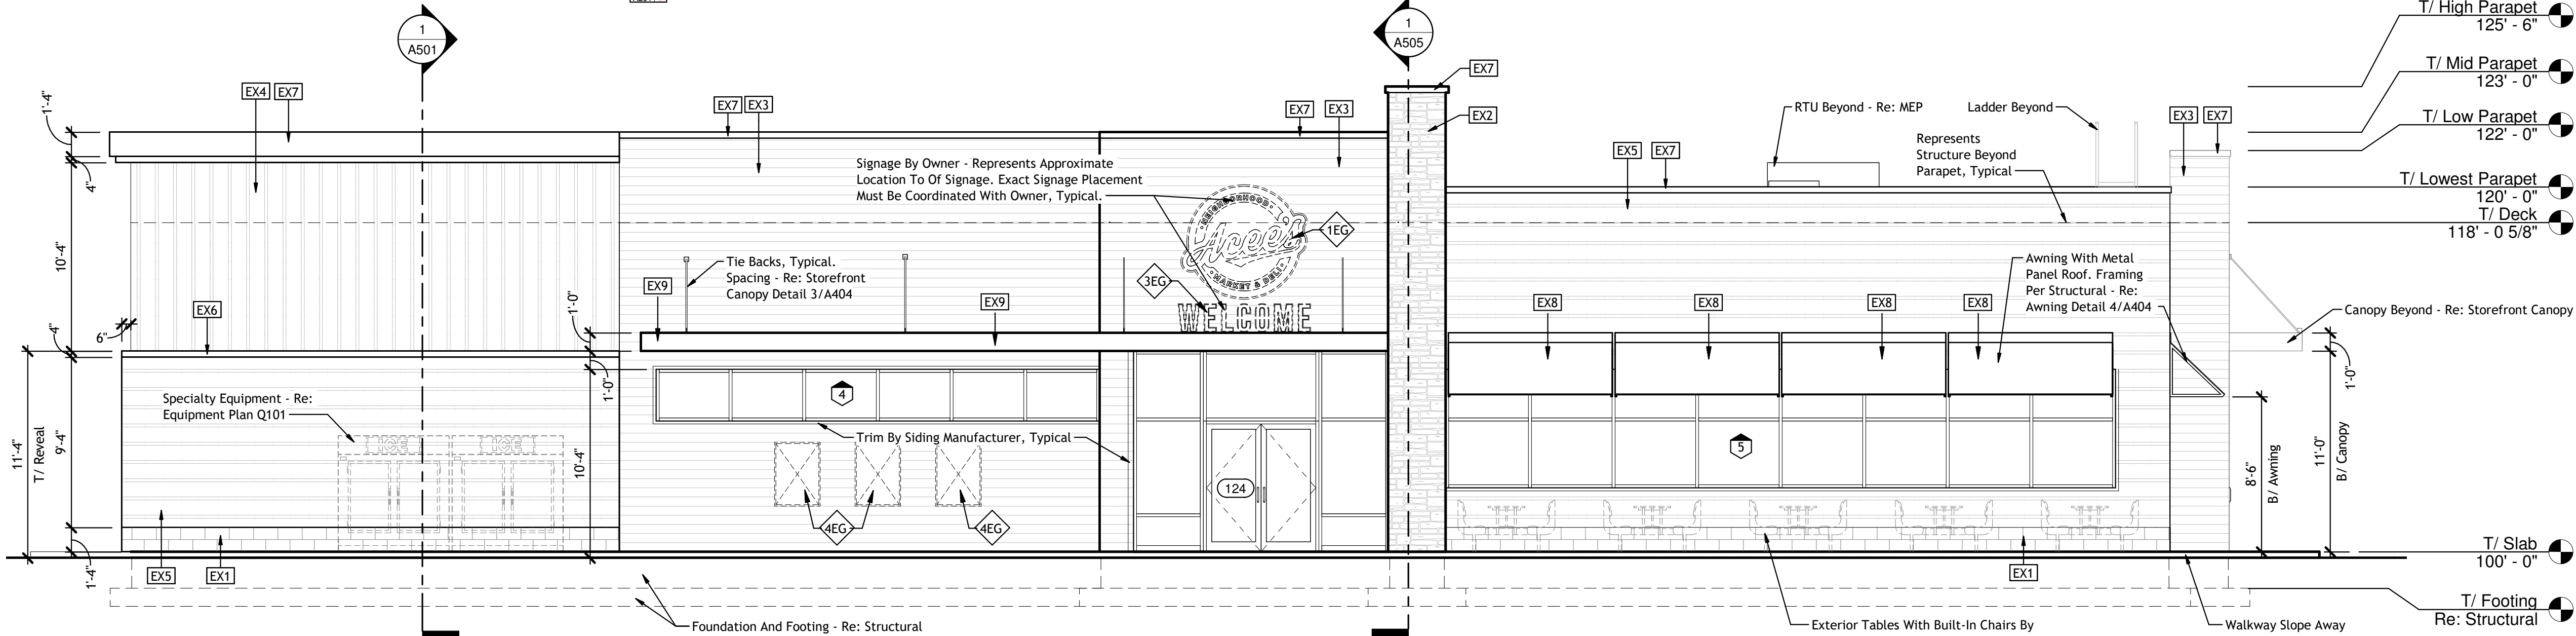 1
A501
1
A505
T/ High Parapet
125' - 6"
T/ Mid Parapet
123' - 0"
T/ Low Parapet
122' - 0"
T/ Lowest Parapet
120' - 0"
T/ Deck
118' - 0 5/8"
T/ Slab
100' - 0"
T/ Footing
Re: Structural
EX4 EX7
EX7 EX3
EX7 EX3
EX7
EX2
EX5 EX7
RTU Beyond - Re: MEP
Ladder Beyond
EX3 EX7
Represents
Structure Beyond
Parapet, Typical
Signage By Owner - Represents Approximate
Location To Of Signage. Exact Signage Placement
Must Be Coordinated With Owner, Typical.
NEIGHBORHOOD
Acee's
MARKET & DELI
WELCOME
1EG
3EG
Tie Backs, Typical.
Spacing - Re: Storefront
Canopy Detail 3/A404
EX9
EX9
EX6
EX8
EX8
EX8
EX8
Awning With Metal
Panel Roof. Framing
Per Structural - Re:
Awning Detail 4/A404
Canopy Beyond - Re: Storefront Canopy
1'-4"
4"
10'-4"
6"
4"
11'-4"
T/ Reveal
9'-4"
1'-4"
1'-0"
1'-0"
10'-4"
Specialty Equipment - Re:
Equipment Plan Q101
ICE
ICE
4
Trim By Siding Manufacturer, Typical
4EG
4EG
124
5
1'-0"
8'-6"
B/ Awning
11'-0"
B/ Canopy
EX5
EX1
EX1
Foundation And Footing - Re: Structural
Exterior Tables With Built-In Chairs By
Walkway Slope Away